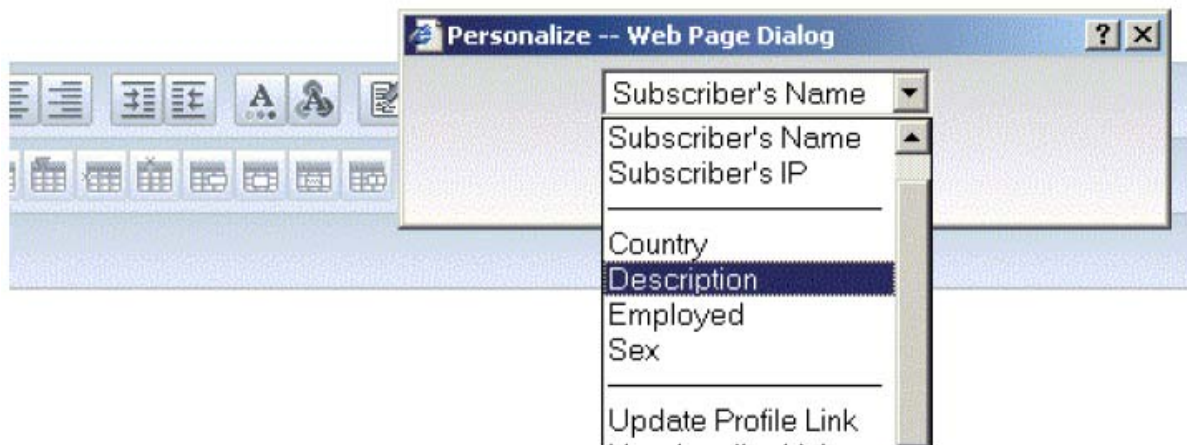 Personalize -- Web Page Dialog
Subscriber's Name
Subscriber's Name
Subscriber's IP
Country
Description
Employed
Sex
Update Profile Link